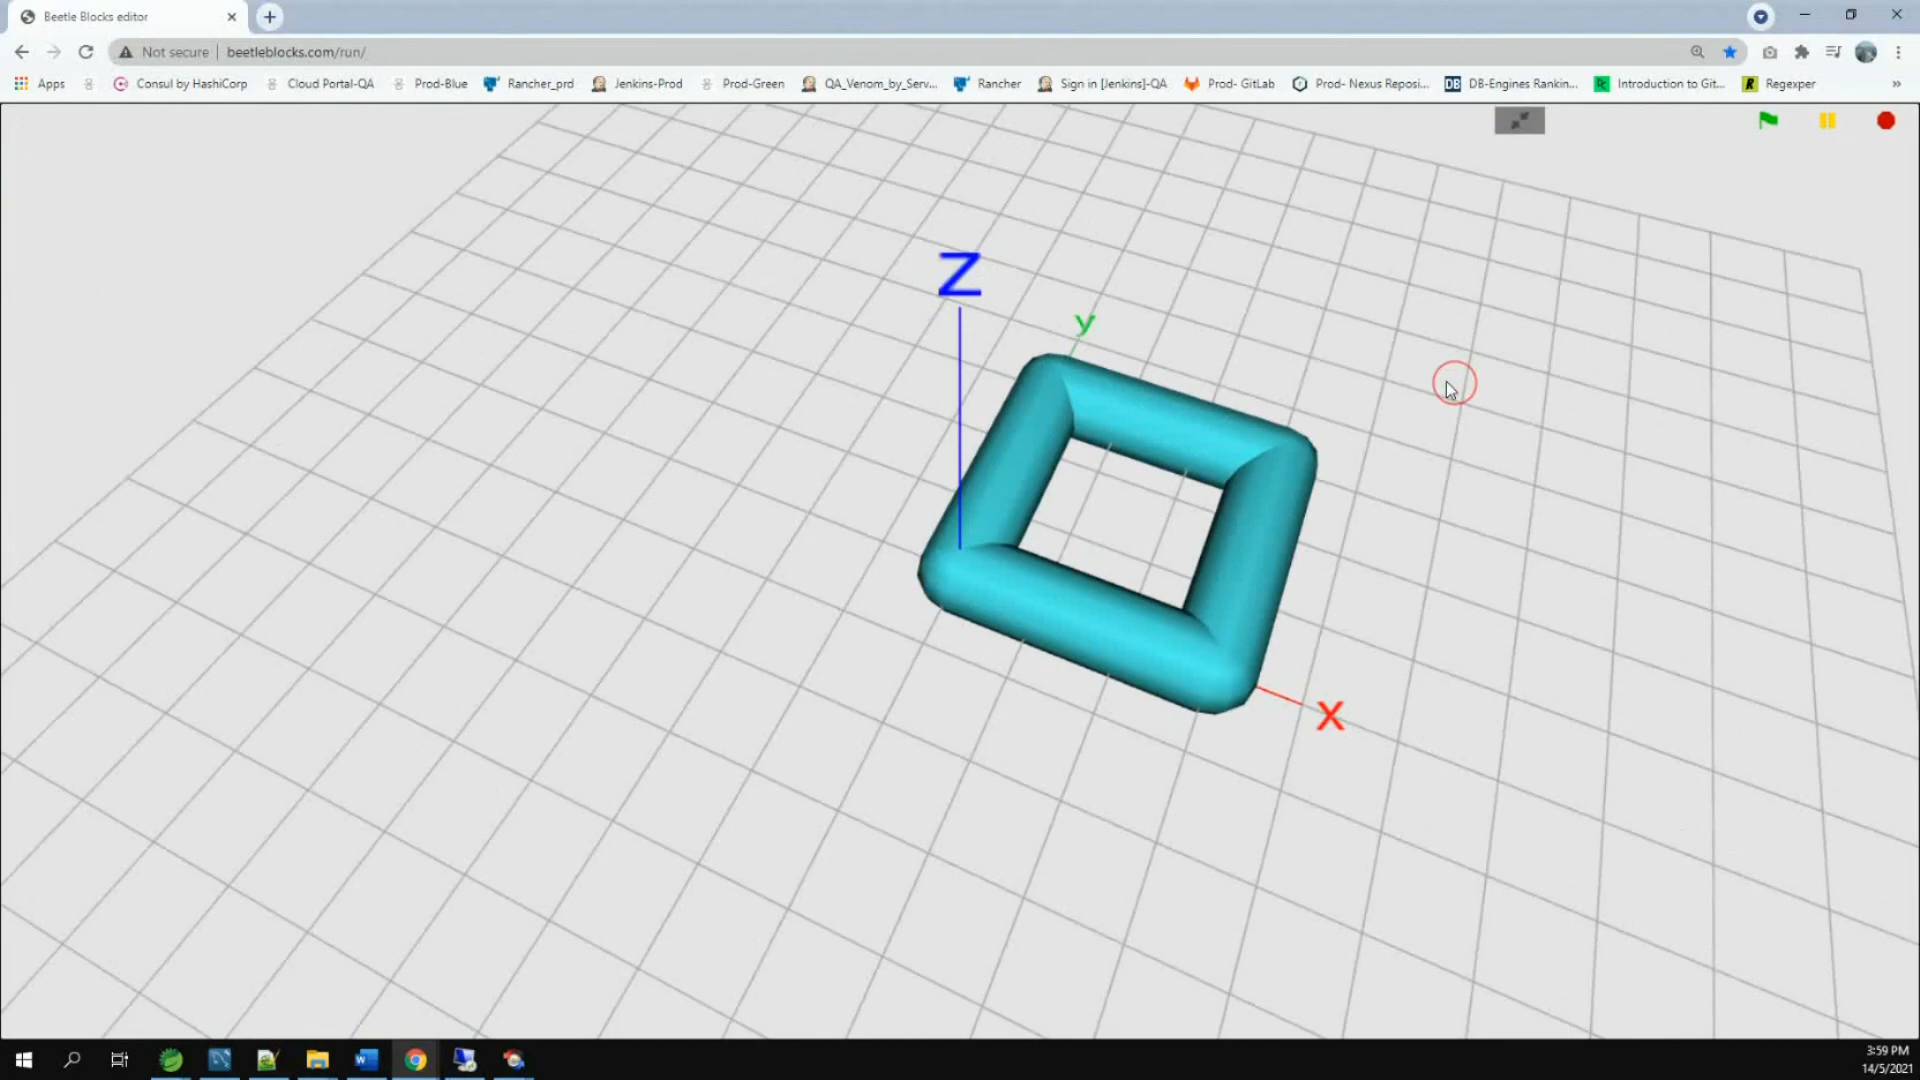 Beetle Blocks editor
Not secure
beetleblocks.com/run/
Apps
Consul by HashiCorp
Cloud Portal-QA
Prod-Blue
Rancher_prd
Jenkins-Prod
Prod-Green
QA_Venom_by_Serv...
Rancher
Sign in [Jenkins]-QA
Prod- GitLab
Prod- Nexus Reposi...
DB
DB-Engines Rankin...
Introduction to Git...
R
Regexper
»
Z
y
x
W
3:59 PM
14/5/2021